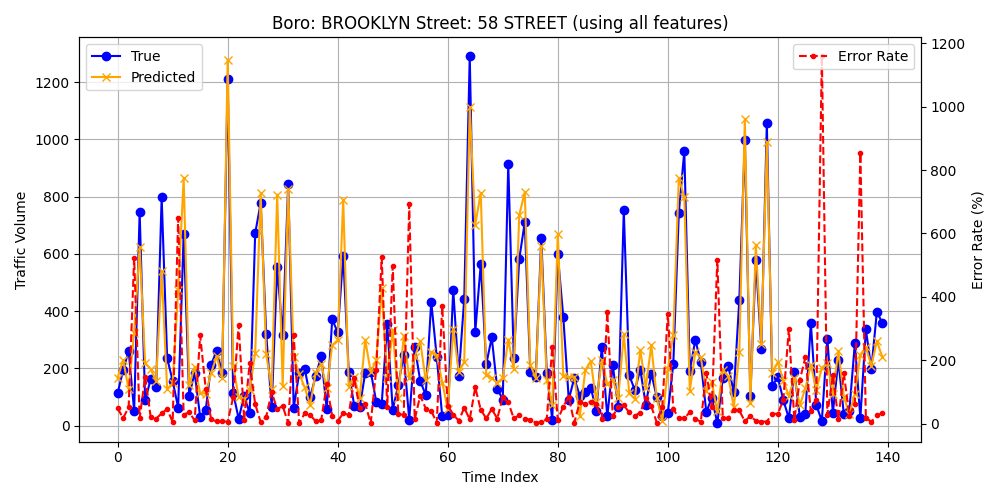 Boro: BROOKLYN Street: 58 STREET (using all features)
True
Predicted
Error Rate
Traffic Volume
0
200
400
600
800
1000
1200
Error Rate (%)
0
200
400
600
800
1000
1200
0 20 40 60 80 100 120 140
Time Index